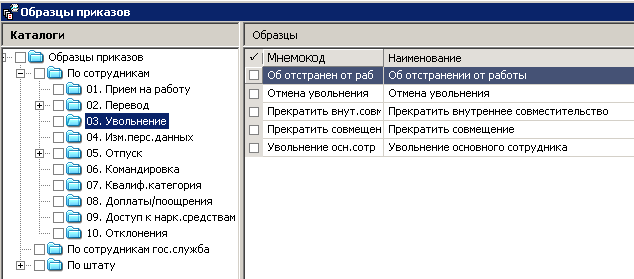 Образцы приказов
Каталоги
Образцы
Образцы приказов
По сотрудникам
01. Прием на работу
02. Перевод
03. Увольнение
04. Изм.перс.данных
05. Отпуск
06. Командировка
07. Квалиф.категория
08. Доплаты/поощрения
09. Доступ к нарк.средствам
10. Отклонения
По сотрудникам гос.служба
По штату
Мнемокод Наименование
Об отстранен от раб Об отстранении от работы
Отмена увольнения Отмена увольнения
Прекратить внут.совм Прекратить внутреннее совместительство
Прекратить совмещен Прекратить совмещение
Увольнение осн.сотр Увольнение основного сотрудника